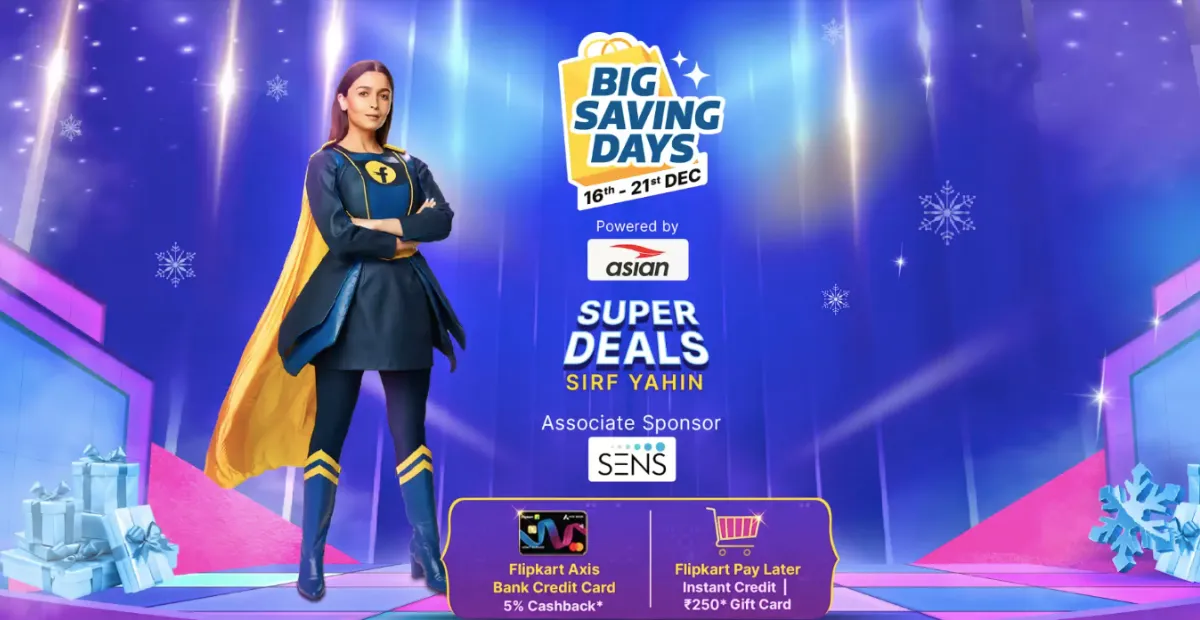 BIG
SAVING
DAYS
16th - 21st DEC
Powered by
asian
SUPER
DEALS
SIRF YAHIN
Associate Sponsor
SENS
Flipkart Axis
Bank Credit Card
5% Cashback*
Flipkart Pay Later
Instant Credit |
₹250* Gift Card